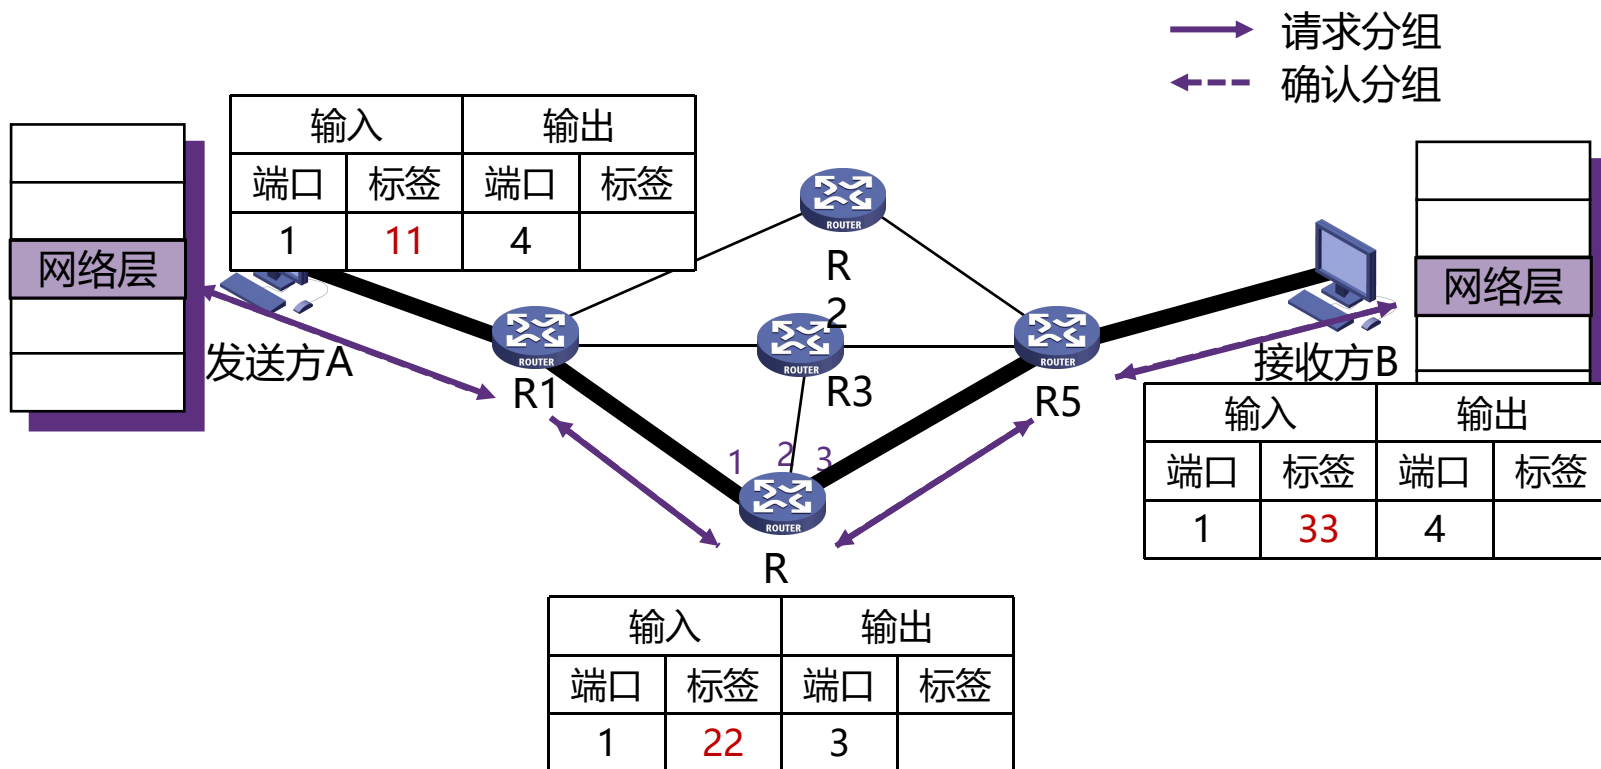 请求分组
确认分组
输入 输出
端口 标签 端口 标签
1 11 4
网络层
网络层
ROUTER
R
2
发送方A
ROUTER
R1
ROUTER
R3
ROUTER
R5
接收方B
1 2 3
ROUTER
R
输入 输出
端口 标签 端口 标签
1 33 4
输入 输出
端口 标签 端口 标签
1 22 3